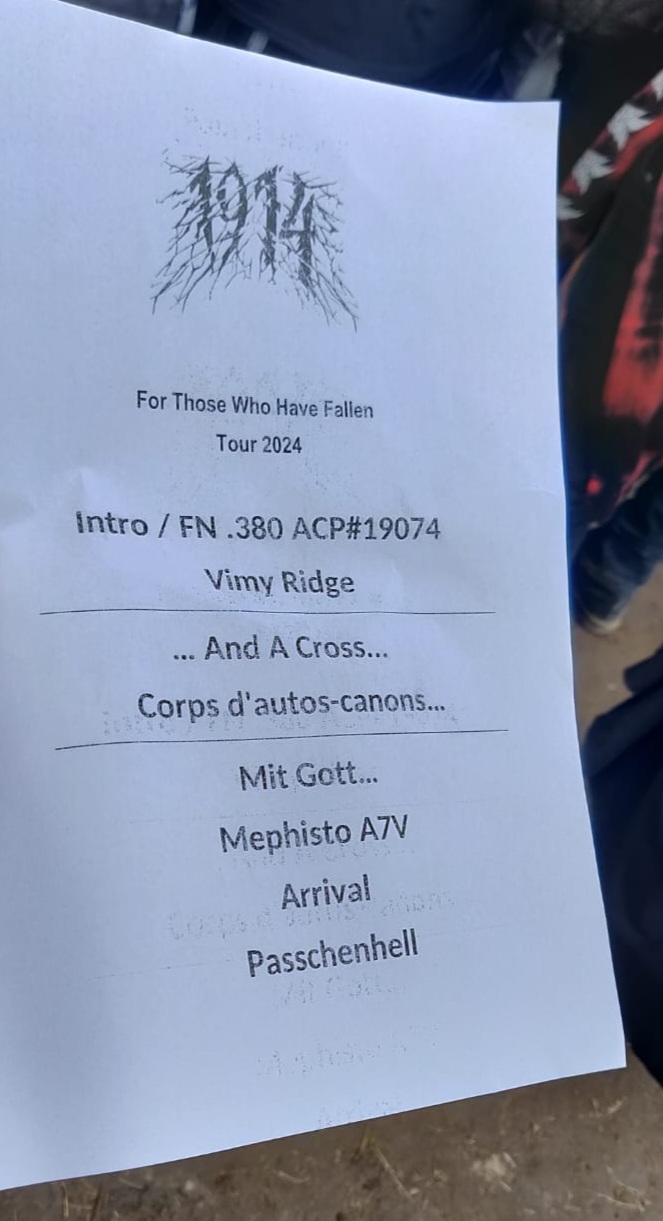 1914
For Those Who Have Fallen
Tour 2024
Intro / FN .380 ACP#19074
Vimy Ridge
... And A Cross...
Corps d'autos-canons...
Mit Gott...
Mephisto A7V
Arrival
Passchenhell